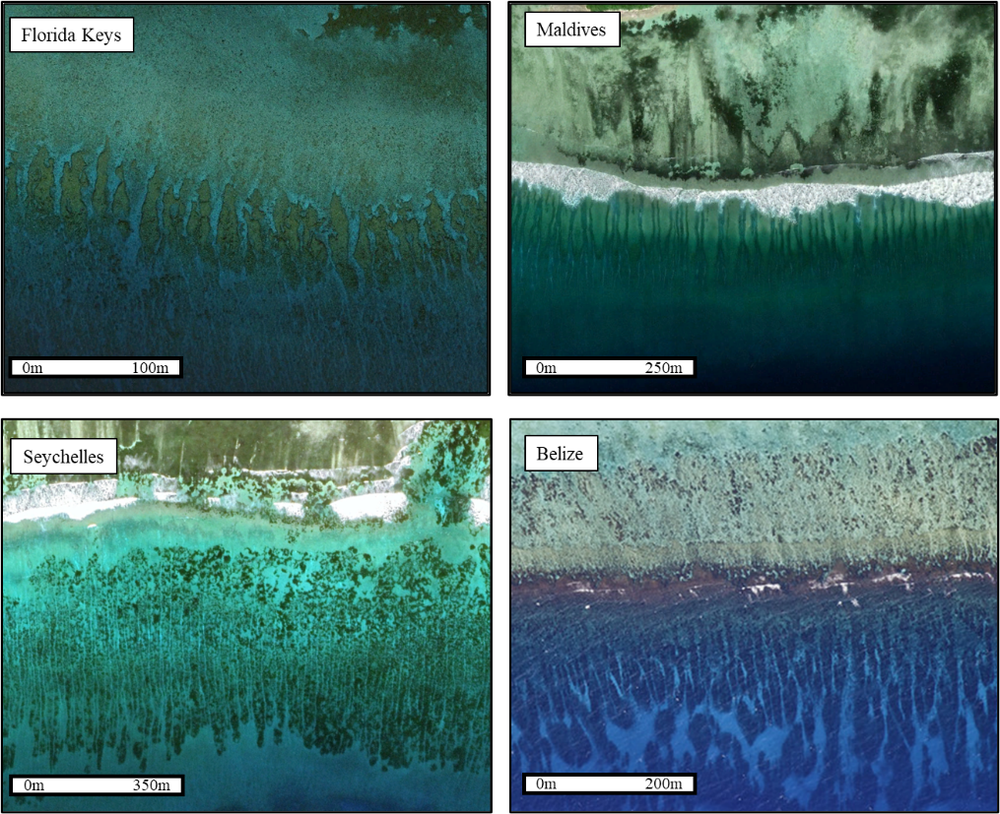 Florida Keys
Maldives
0m 100m
0m 250m
Seychelles
Belize
0m 350m
0m 200m